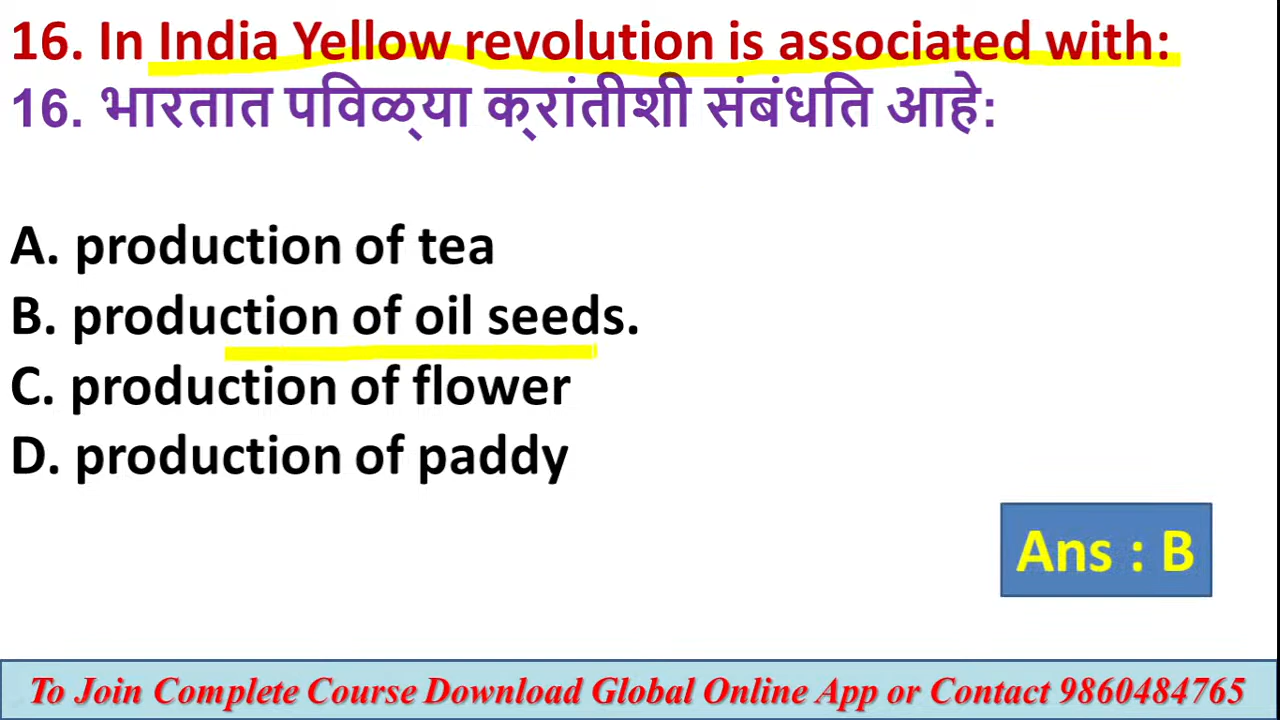 16. In India Yellow revolution is associated with:
16. भारतात पविळ्या क्रांतीशी संबंधति आहे:
A. production of tea
B. production of oil seeds.
C. production of flower
D. production of paddy
Ans : B
To Join Complete Course Download Global Online App or Contact 9860484765